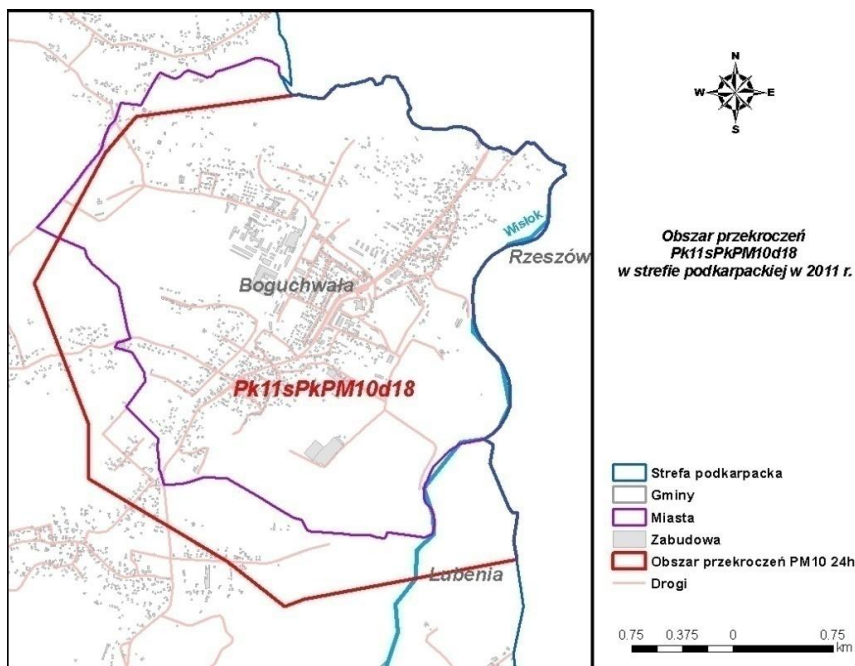 N
W
E
S
Obszar przekroczeń
Pk11sPkPM10d18
w strefie podkarpackiej w 2011 r.
Wisłok
Rzeszów
Boguchwała
Pk11sPkPM10d18
Lubenia
Strefa podkarpacka
Gminy
Miasta
Zabudowa
Obszar przekroczeń PM10 24h
Drogi
0.75 0.375 0 0.75
km